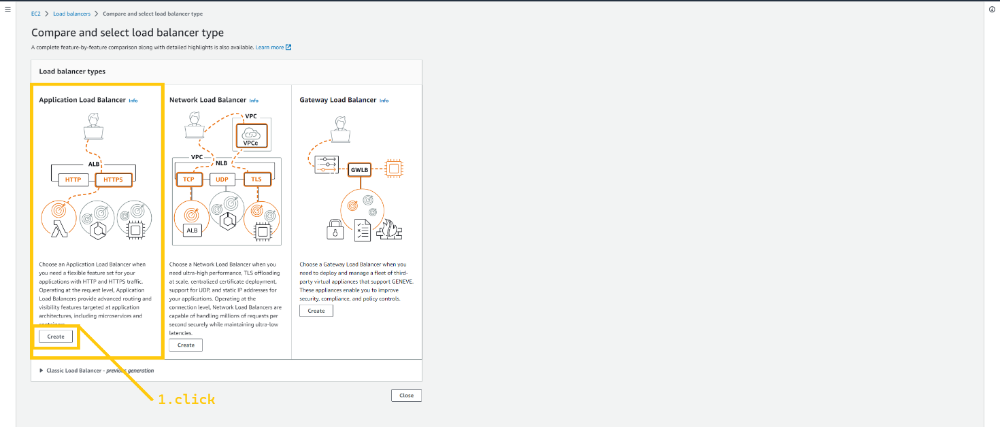 EC2 > Load balancers > Compare and select load balancer type
Compare and select load balancer type
A complete feature-by-feature comparison along with detailed highlights is also available. Learn more
Load balancer types
Application Load Balancer Info
ALB
HTTP
HTTPS
Choose an Application Load Balancer when
you need a flexible feature set for your
applications with HTTP and HTTPS traffic.
Operating at the request level, Application
Load Balancers provide advanced routing and
visibility features targeted at application
architectures, including microservices and
containers.
Create
Network Load Balancer Info
VPC
VPCe
VPC
NLB
TCP
UDP
TLS
ALB
Choose a Network Load Balancer when you
need ultra-high performance, TLS offloading
at scale, centralized certificate deployment,
support for UDP, and static IP addresses for
your applications. Operating at the
connection level, Network Load Balancers are
capable of handling millions of requests per
second securely while maintaining ultra-low
latencies.
Create
Gateway Load Balancer Info
GWLB
Choose a Gateway Load Balancer when you
need to deploy and manage a fleet of third-
party virtual appliances that support GENEVE.
These appliances enable you to improve
security, compliance, and policy controls.
Create
Classic Load Balancer - previous generation
1.click
Close